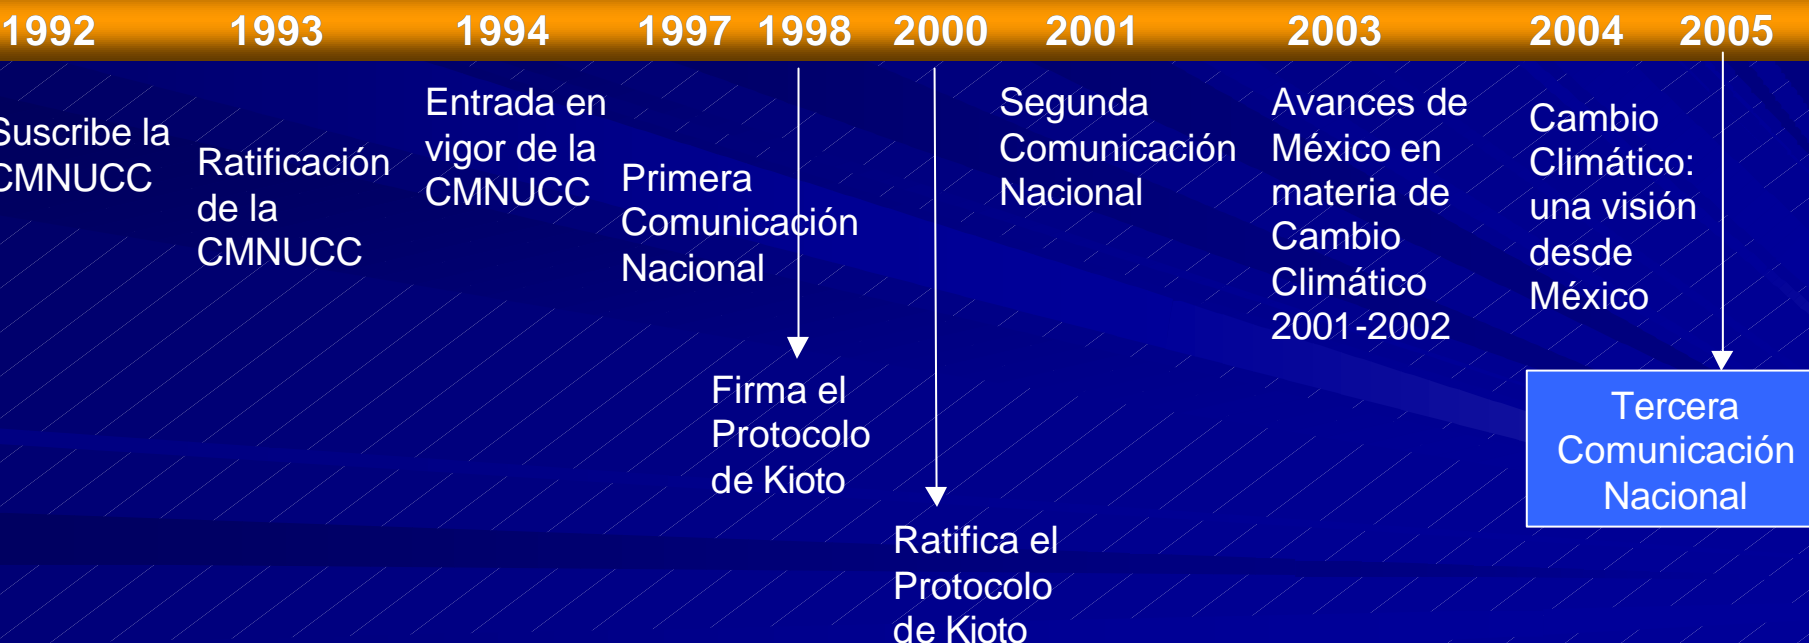 1992 1993 1994 1997 1998 2000 2001 2003 2004 2005
Suscribe la
CMNUCC
Ratificación
de la
CMNUCC
Entrada en
vigor de la
CMNUCC
Primera
Comunicación
Nacional
Firma el
Protocolo
de Kioto
Ratifica el
Protocolo
de Kioto
Segunda
Comunicación
Nacional
Avances de
México en
materia de
Cambio
Climático
2001-2002
Cambio
Climático:
una visión
desde
México
Tercera
Comunicación
Nacional